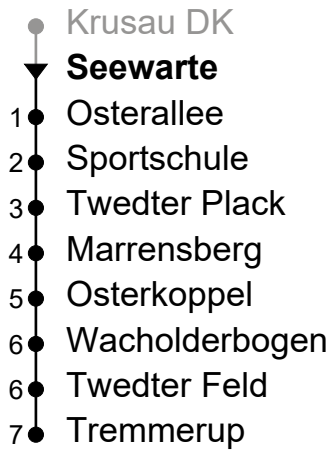 Krusau DK
Seewarte
1 Osterallee
2 Sportschule
3 Twedter Plack
4 Marrensberg
5 Osterkoppel
6 Wacholderbogen
6 Twedter Feld
7 Tremmerup